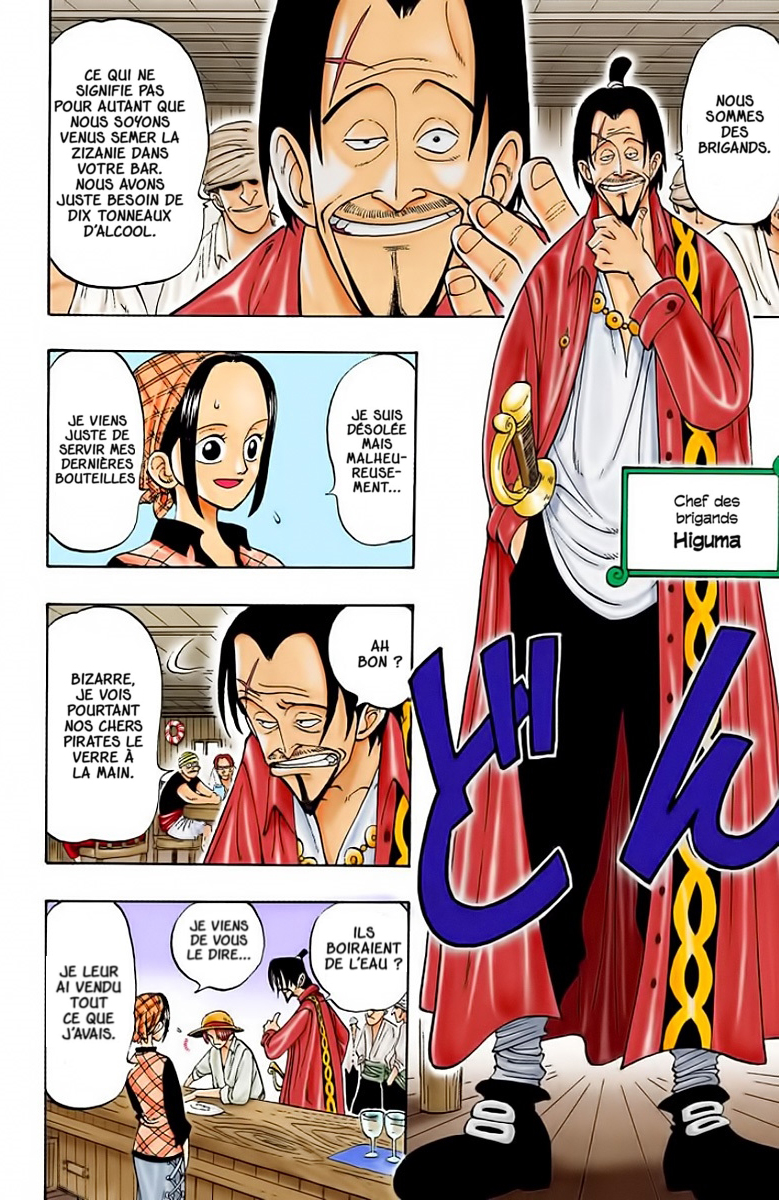 NOUS
SOMMES
DES
BRIGANDS.
CE QUI NE
SIGNIFIE PAS
POUR AUTANT QUE
NOUS SOYONS
VENUS SEMER LA
ZIZANIE DANS
VOTRE BAR.
NOUS AVONS
JUSTE BESOIN DE
DIX TONNEAUX
D'ALCOOL.
Chef des
brigands
Higuma
どん
JE SUIS
DÉSOLÉE
MAIS
MALHEU-
REUSE-
MENT...
JE VIENS
JUSTE DE
SERVIR MES
DERNIÈRES
BOUTEILLES
AH
BON ?
BIZARRE,
JE VOIS
POURTANT
NOS CHERS
PIRATES LE
VERRE À
LA MAIN.
ILS
BOIRAIENT
DE L'EAU ?
JE VIENS
DE VOUS
LE DIRE...
JE LEUR
AI VENDU
TOUT
CE QUE
J'AVAIS.